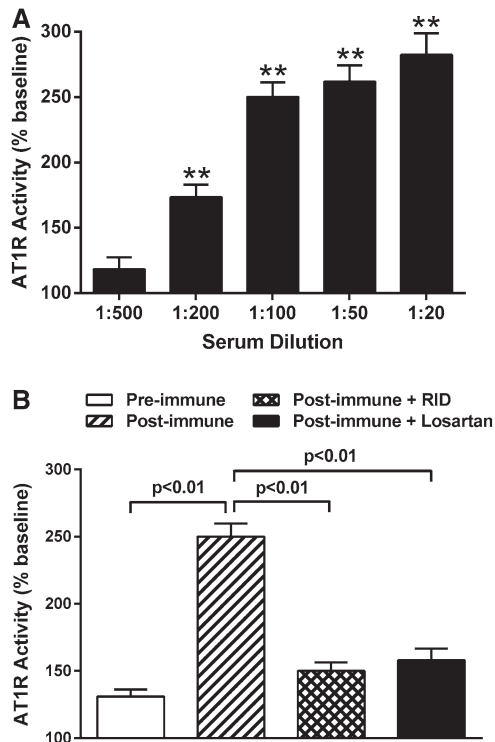 A
AT1R Activity (% baseline)
300
250
200
150
100
**
**
**
**
1:500 1:200 1:100 1:50 1:20
Serum Dilution
B
Pre-immune Post-immune + RID
Post-immune Post-immune + Losartan
AT1R Activity (% baseline)
300
250
200
150
100
p<0.01
p<0.01 p<0.01